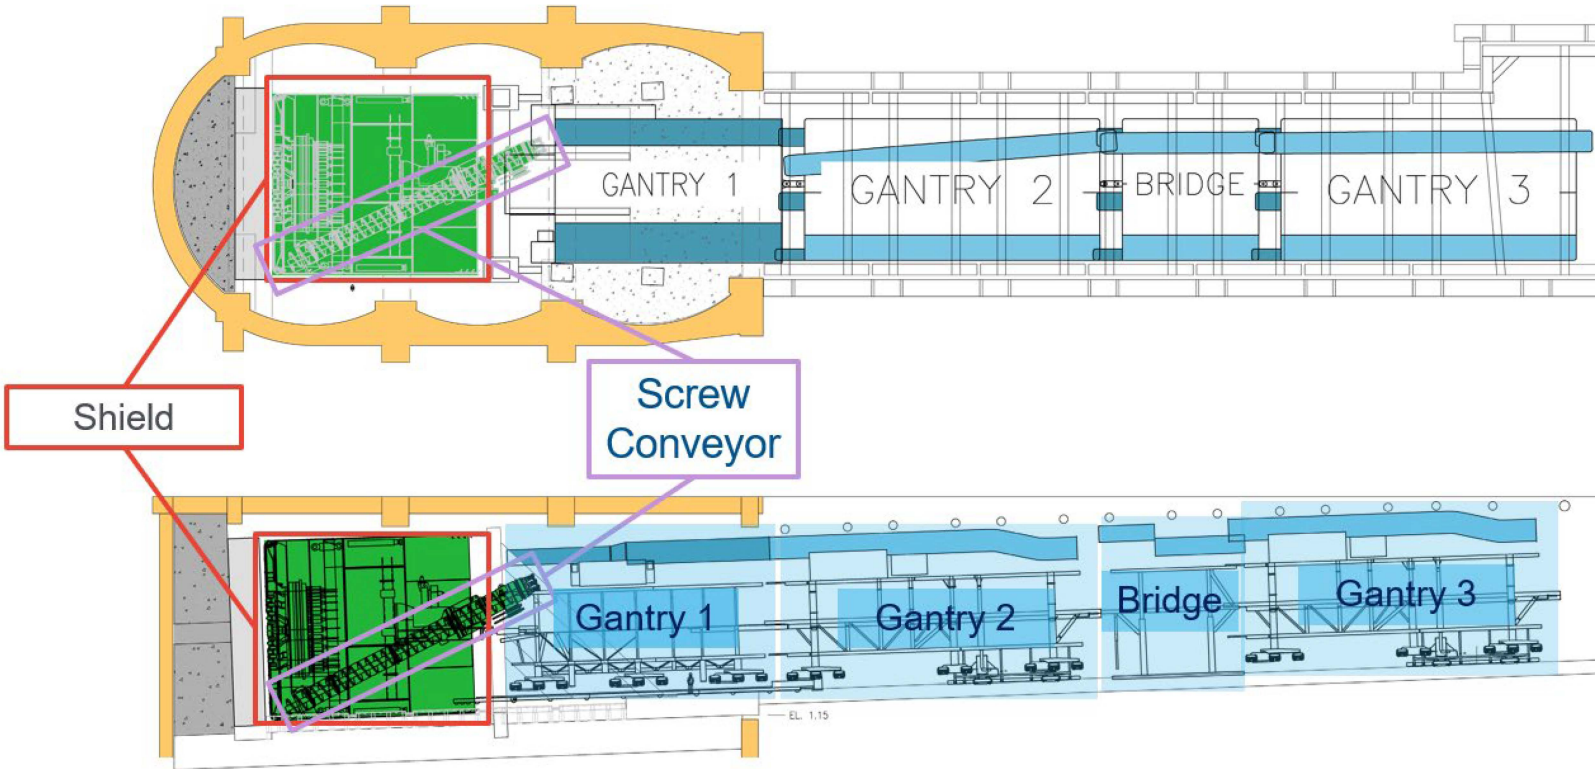 GANTRY 1
GANTRY 2
BRIDGE
GANTRY 3
Shield
Screw
Conveyor
Gantry 1
Gantry 2
Bridge
Gantry 3
EL. 1.15